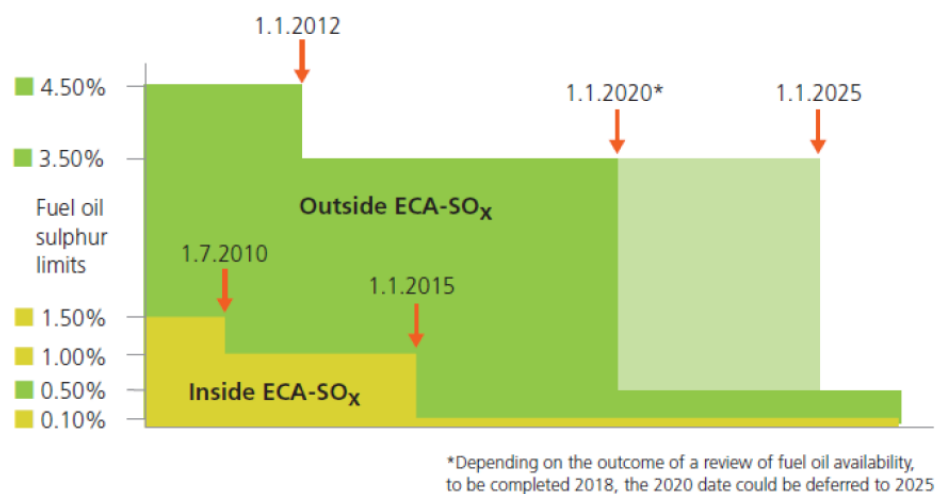 1.1.2012
4.50%
1.1.2020*
1.1.2025
3.50%
Outside ECA-SOX
Fuel oil
sulphur
limits
1.7.2010
1.1.2015
1.50%
1.00%
Inside ECA-SOX
0.50%
0.10%
*Depending on the outcome of a review of fuel oil availability,
to be completed 2018, the 2020 date could be deferred to 2025